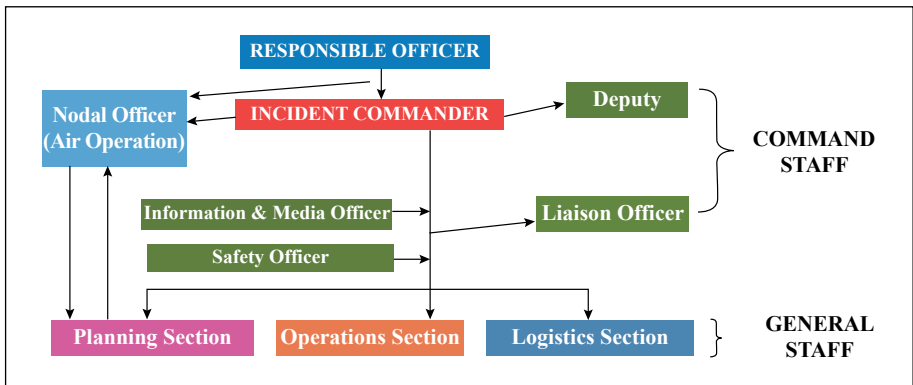 RESPONSIBLE OFFICER
Nodal Officer
(Air Operation)
INCIDENT COMMANDER
Deputy
COMMAND
STAFF
Information & Media Officer
Liaison Officer
Safety Officer
Planning Section
Operations Section
Logistics Section
GENERAL
STAFF